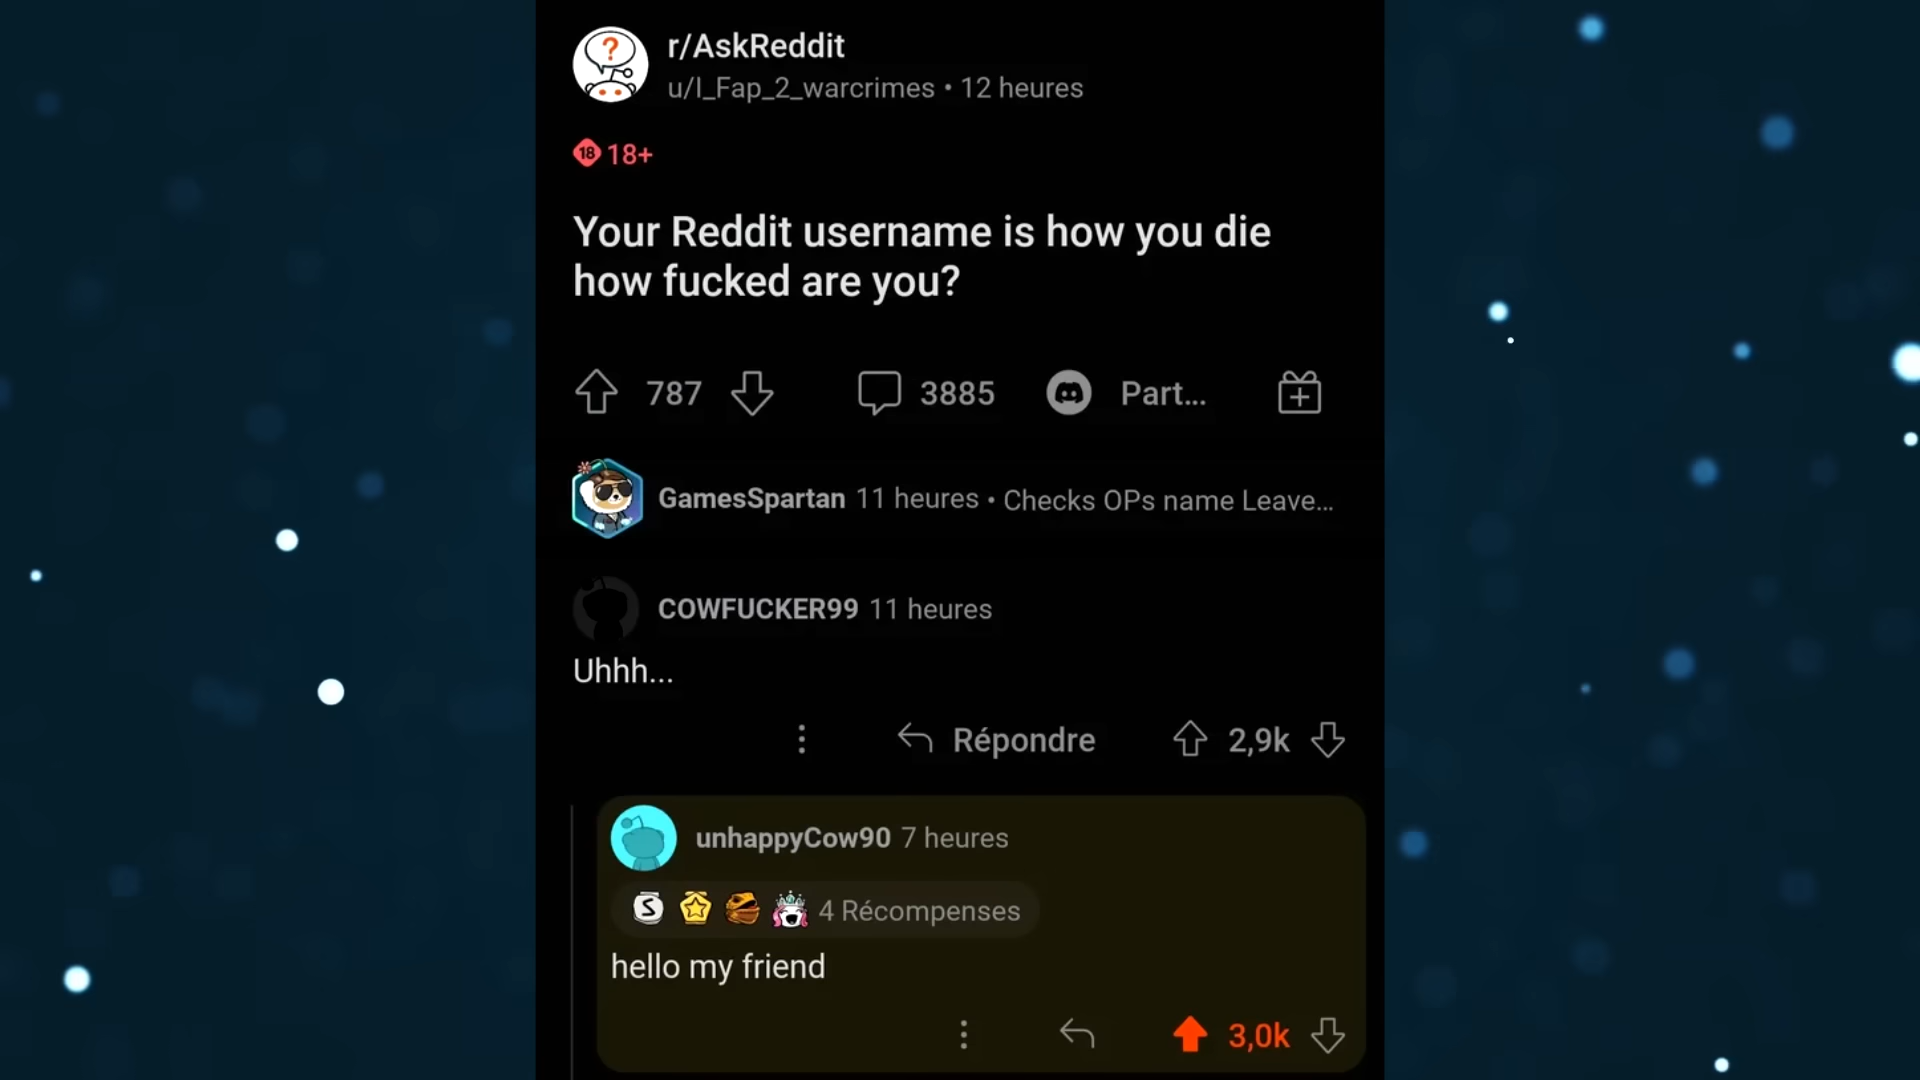 r/AskReddit
u/I_Fap_2_warcrimes • 12 heures
18 18+
Your Reddit username is how you die
how fucked are you?
787 3885 Part...
GamesSpartan 11 heures • Checks OPs name Leave...
COWFUCKER99 11 heures
Uhhh...
Répondre 2,9k
unhappyCow90 7 heures
S 4 Récompenses
hello my friend
3,0k